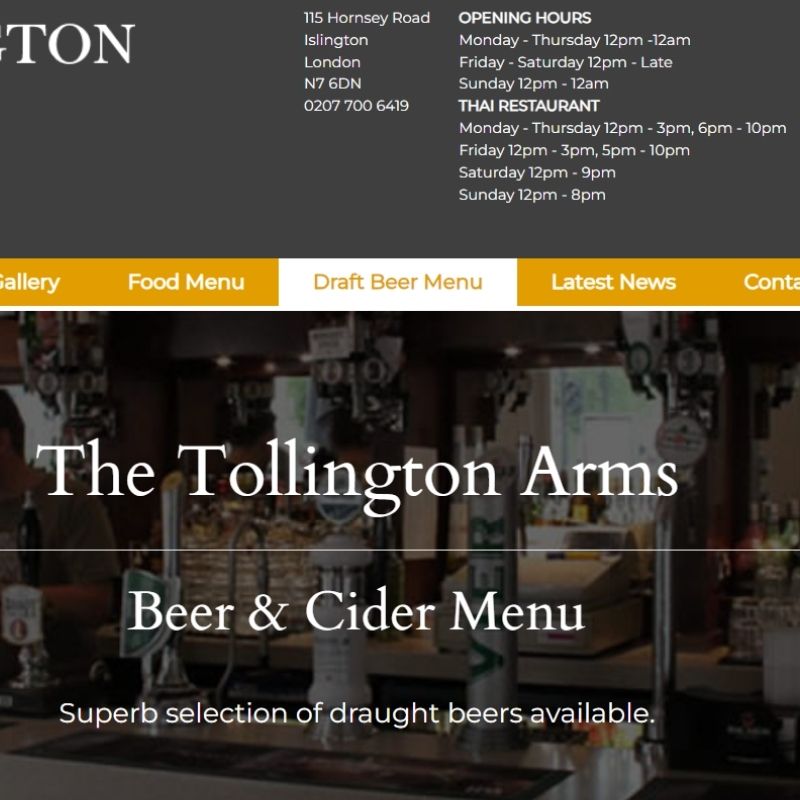 GTON
115 Hornsey Road
Islington
London
N7 6DN
0207 700 6419
OPENING HOURS
Monday - Thursday 12pm -12am
Friday - Saturday 12pm - Late
Sunday 12pm - 12am
THAI RESTAURANT
Monday - Thursday 12pm - 3pm, 6pm - 10pm
Friday 12pm - 3pm, 5pm - 10pm
Saturday 12pm - 9pm
Sunday 12pm - 8pm
Gallery Food Menu Draft Beer Menu Latest News Conta
The Tollington Arms
Beer & Cider Menu
Superb selection of draught beers available.